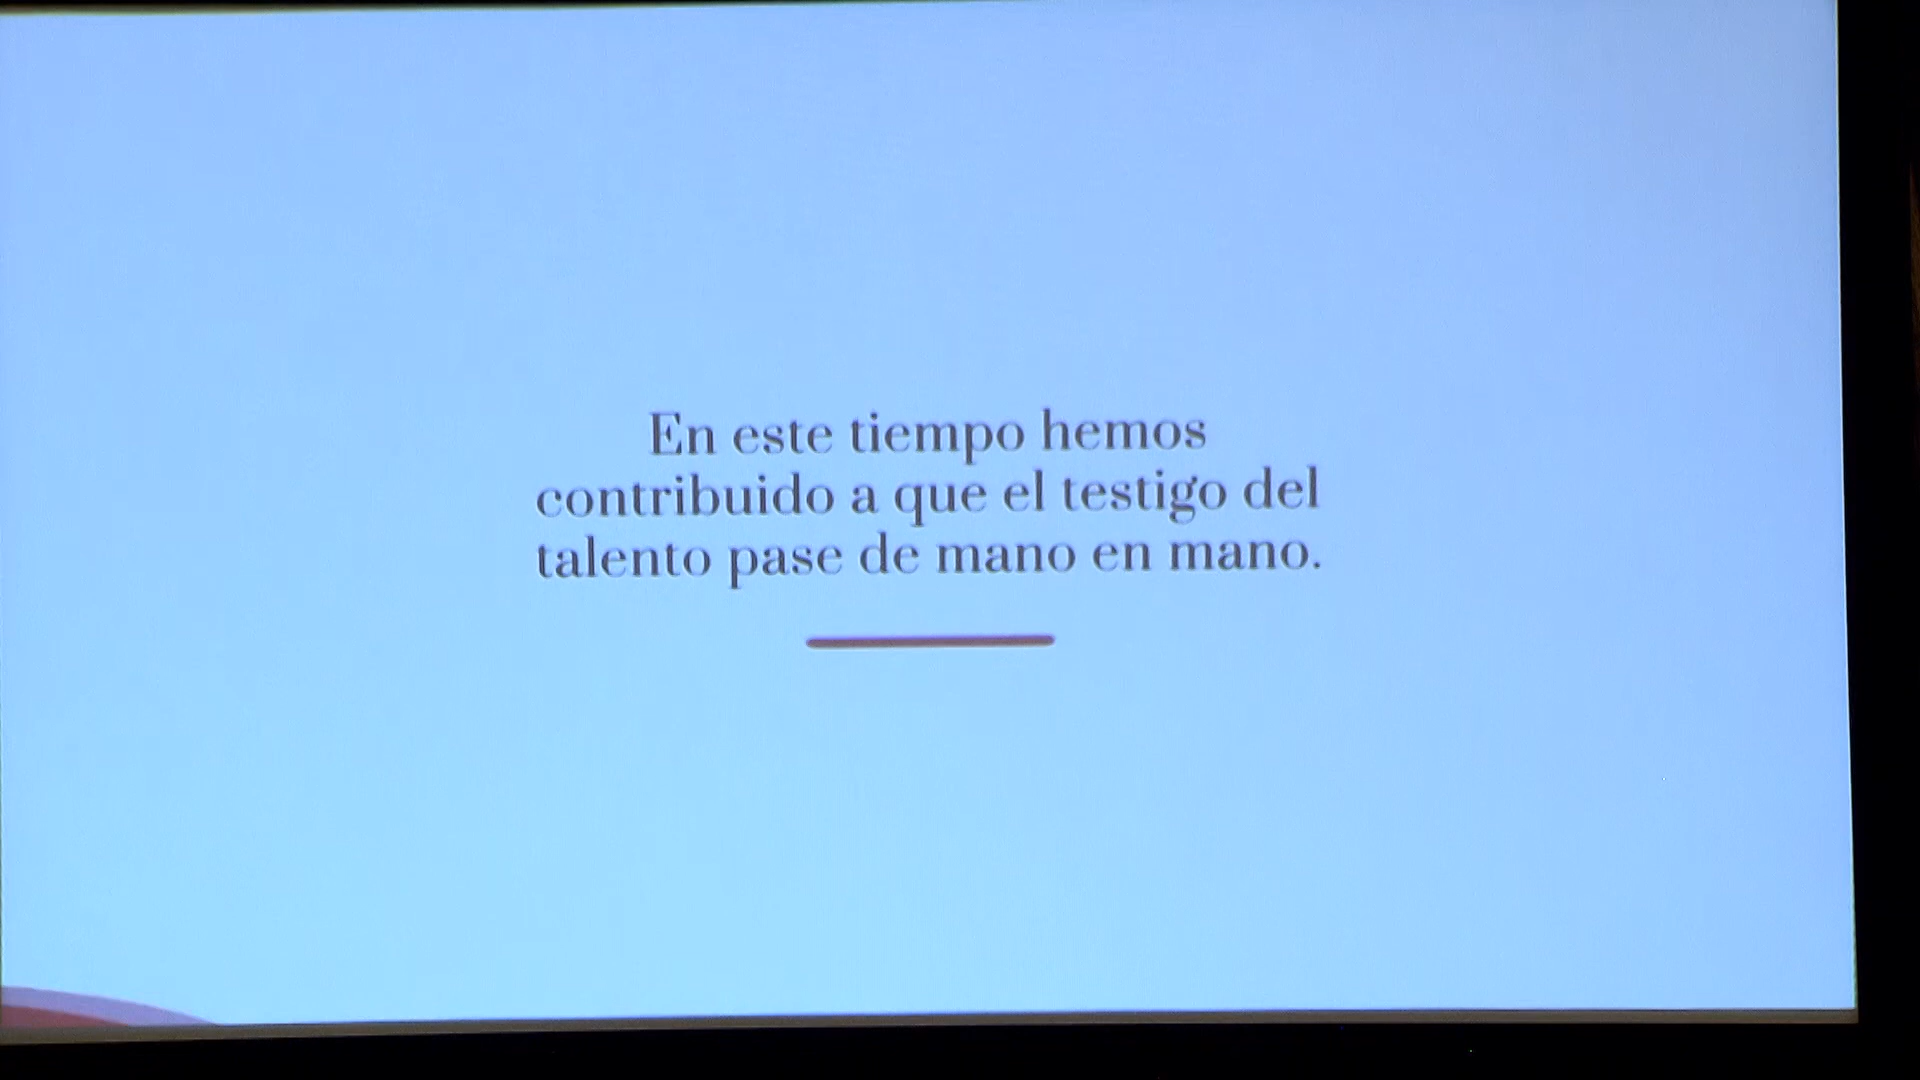 En este tiempo hemos
contribuido a que el testigo del
talento pase de mano en mano.